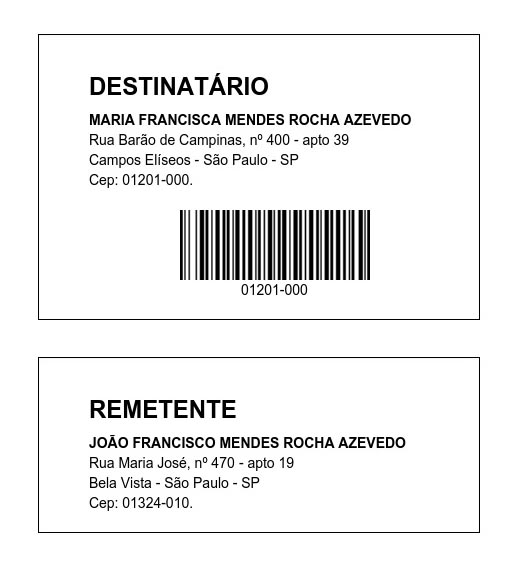 DESTINATÁRIO
MARIA FRANCISCA MENDES ROCHA AZEVEDO
Rua Barão de Campinas, nº 400 - apto 39
Campos Elíseos - São Paulo - SP
Cep: 01201-000.
01201-000
REMETENTE
JOÃO FRANCISCO MENDES ROCHA AZEVEDO
Rua Maria José, nº 470 - apto 19
Bela Vista - São Paulo - SP
Cep: 01324-010.